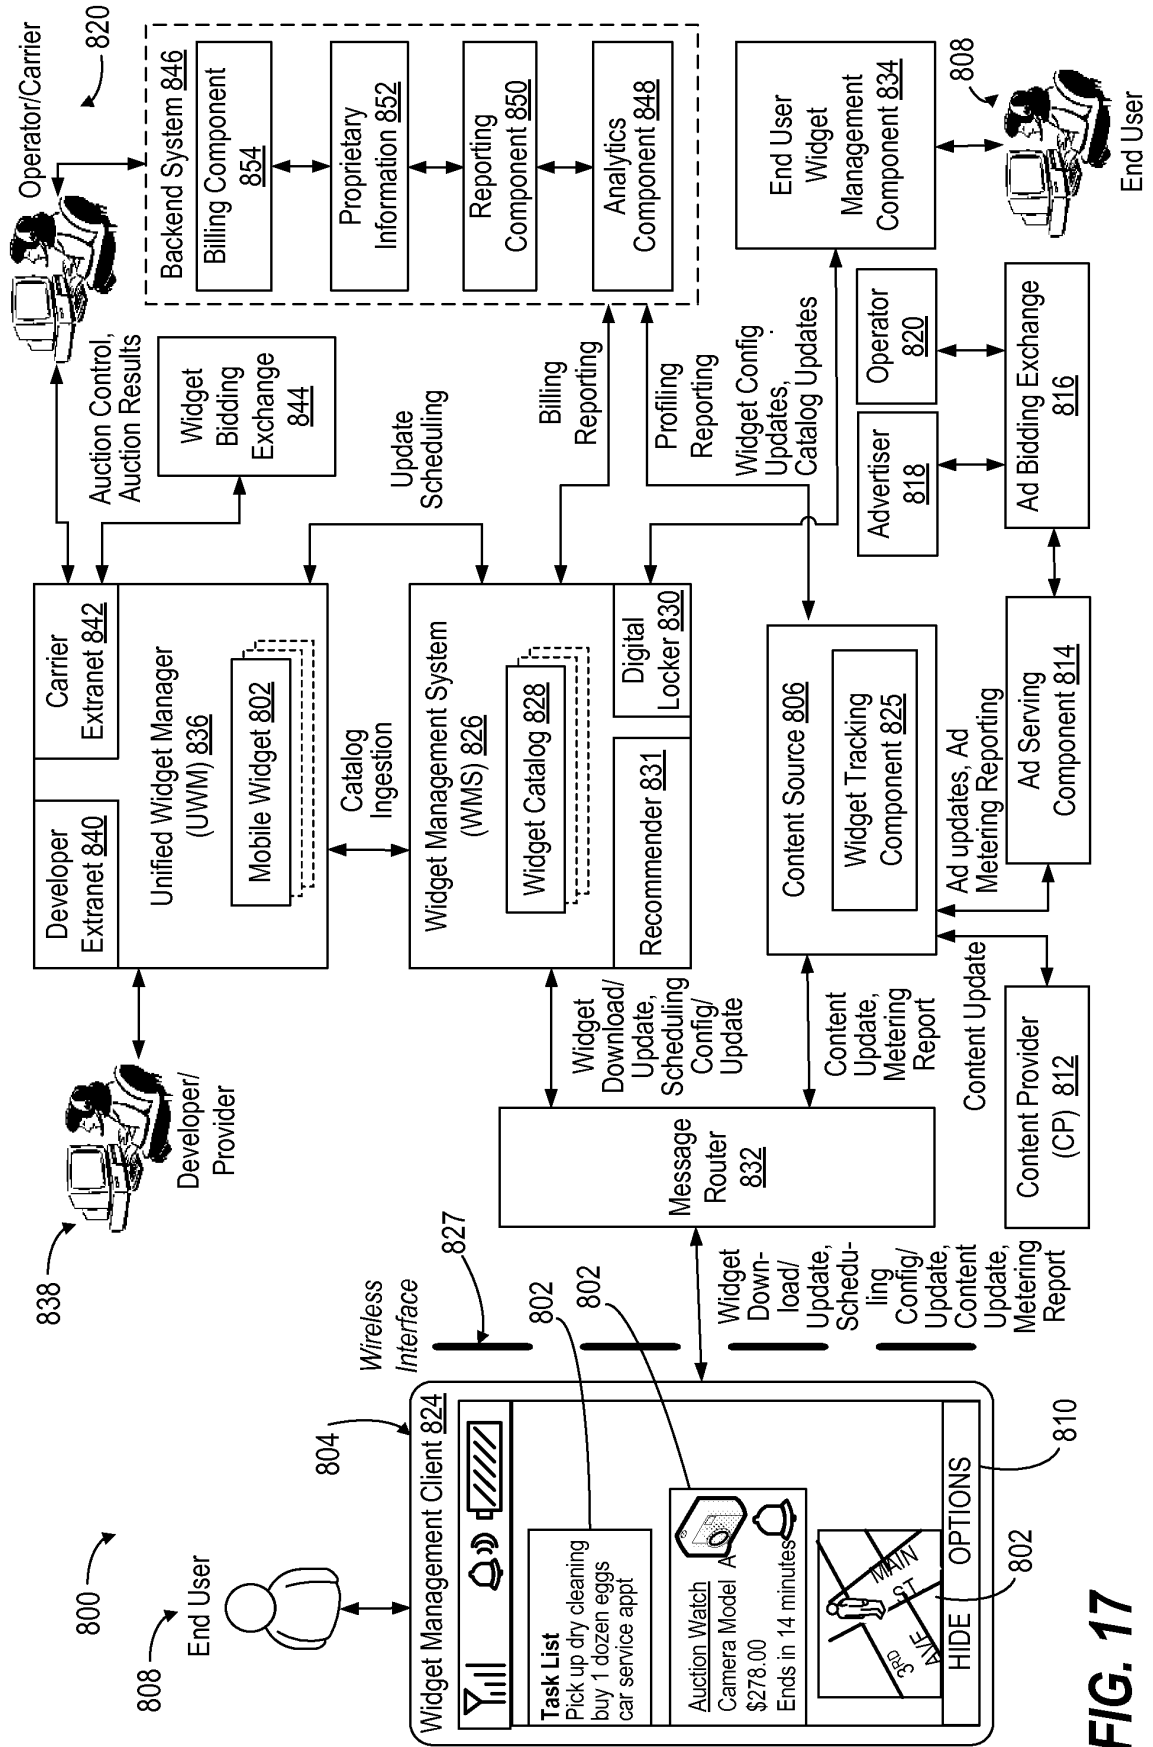 800
808
End User
804
Widget Management Client 824
Task List
Pick up dry cleaning
buy 1 dozen eggs
car service appt
Auction Watch
Camera Model A
$278.00
Ends in 14 minutes
MAIN
ST
3RD
AVE
HIDE OPTIONS
802
810
802
802
Wireless
Interface
827
Widget
Down-
load/
Update,
Schedu-
ling
Config/
Update,
Content
Update,
Metering
Report
838
Developer/
Provider
Message
Router
832
Widget
Download/
Update,
Scheduling
Config/
Update
Content
Update,
Metering
Report
Content Update
Content Provider
(CP) 812
Developer
Extranet 840
Carrier
Extranet 842
Unified Widget Manager
(UWM) 836
Mobile Widget 802
Catalog
Ingestion
Widget Management System
(WMS) 826
Widget Catalog 828
Recommender 831
Digital
Locker 830
Content Source 806
Widget Tracking
Component 825
Ad updates, Ad
Metering Reporting
Ad Serving
Component 814
Auction Control,
Auction Results
Widget
Bidding
Exchange
844
Update
Scheduling
Billing
Reporting
Profiling
Reporting
Widget Config
Updates,
Catalog Updates
Advertiser
818
Operator
820
Ad Bidding Exchange
816
Operator/Carrier
820
Backend System 846
Billing Component
854
Proprietary
Information 852
Reporting
Component 850
Analytics
Component 848
End User
Widget
Management
Component 834
808
End User
FIG. 17